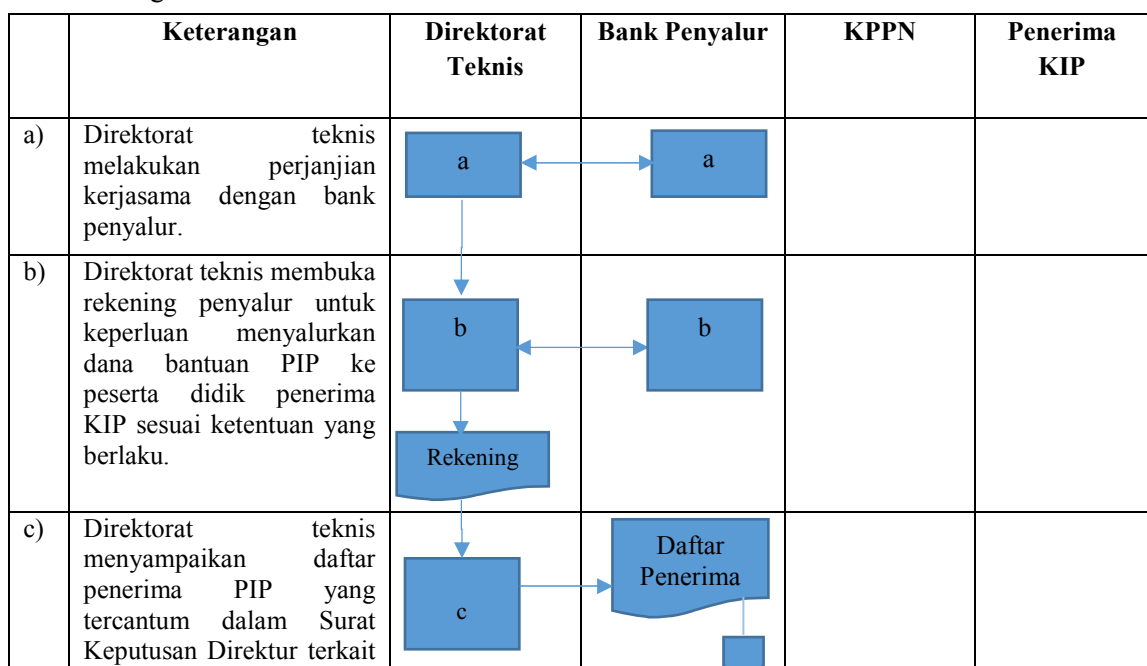 Keterangan
Direktorat
Teknis
Bank Penyalur
KPPN
Penerima
KIP
a)
Direktorat teknis
melakukan perjanjian
kerjasama dengan bank
penyalur.
a
a
b)
Direktorat teknis membuka
rekening penyalur untuk
keperluan menyalurkan
dana bantuan PIP ke
peserta didik penerima
KIP sesuai ketentuan yang
berlaku.
b
b
Rekening
c)
Direktorat teknis
menyampaikan daftar
penerima PIP yang
tercantum dalam Surat
Keputusan Direktur terkait
c
Daftar
Penerima